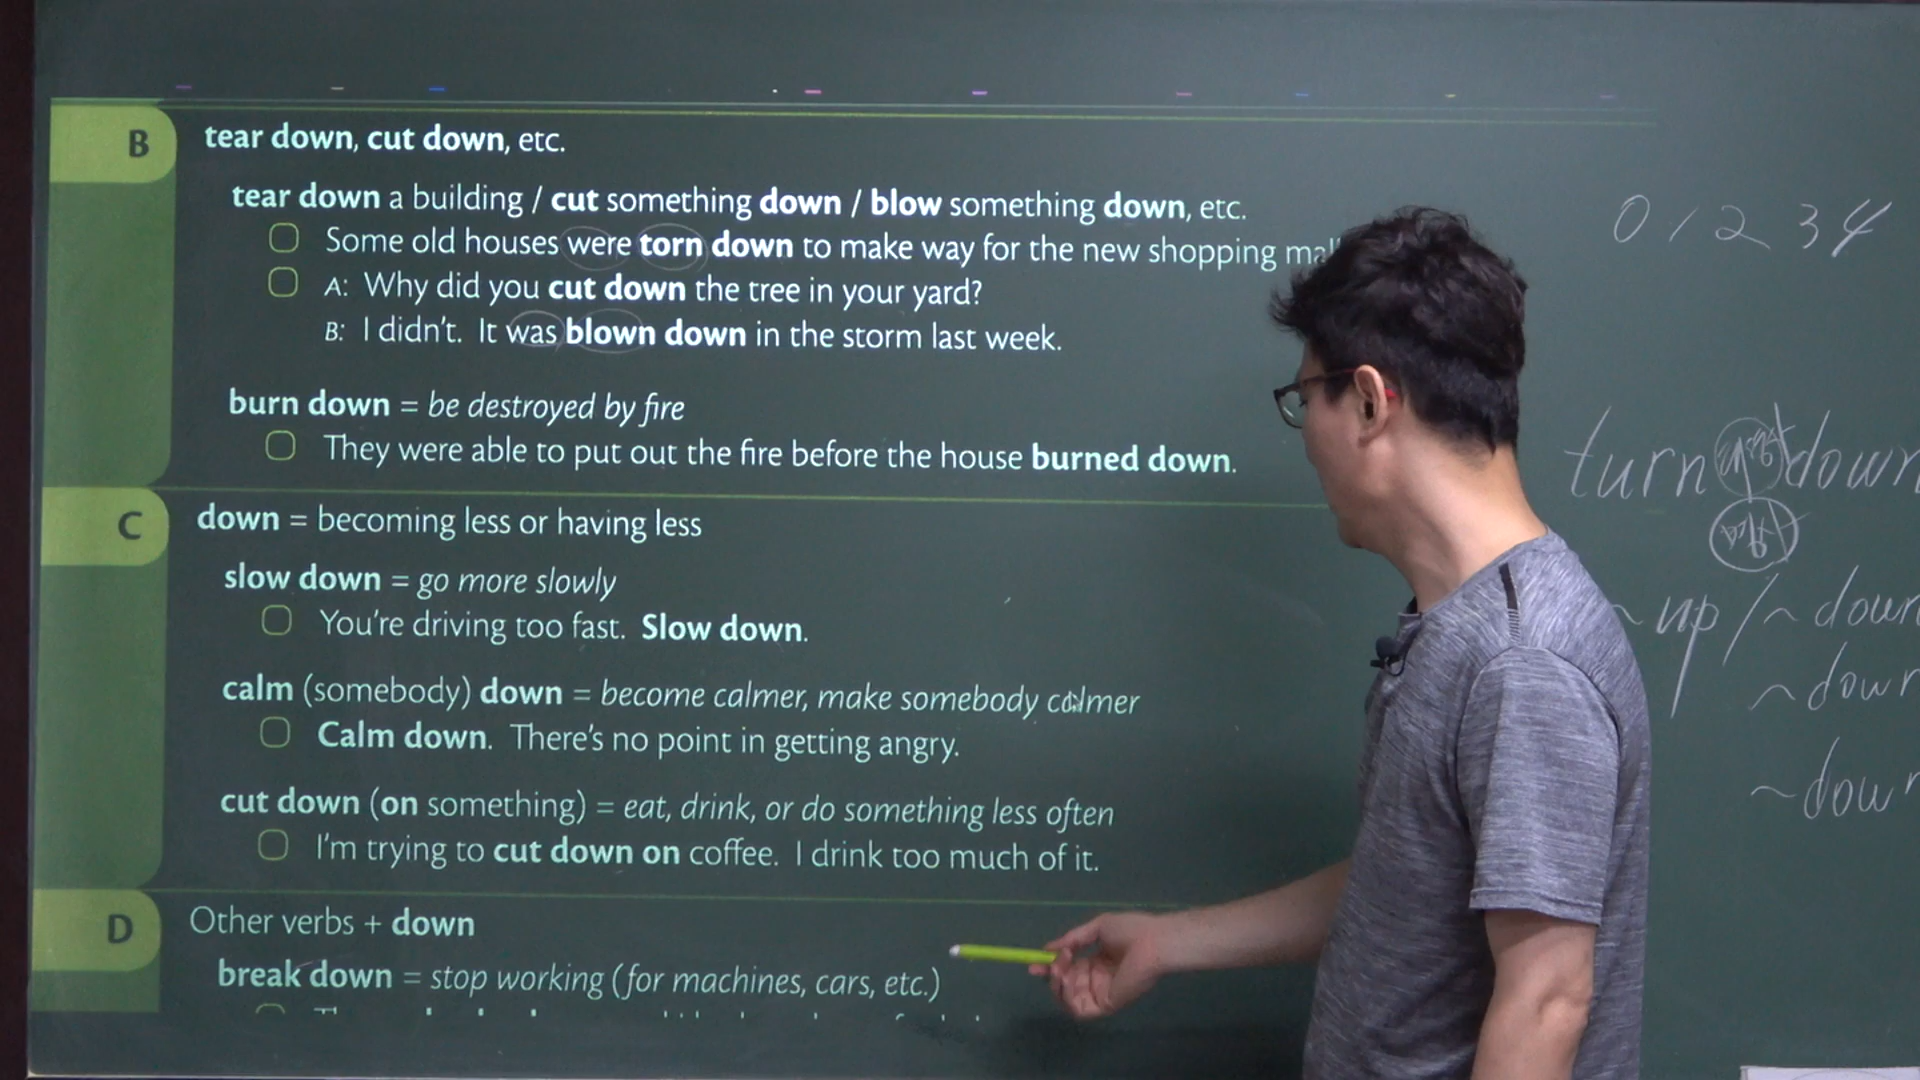 B
tear down, cut down, etc.
tear down a building / cut something down / blow something down, etc.
Some old houses were torn down to make way for the new shopping mal
A: Why did you cut down the tree in your yard?
B: I didn't. It was blown down in the storm last week.
burn down = be destroyed by fire
They were able to put out the fire before the house burned down.
C
down = becoming less or having less
slow down = go more slowly
You're driving too fast. Slow down.
calm (somebody) down = become calmer, make somebody calmer
Calm down. There's no point in getting angry.
cut down (on something) = eat, drink, or do something less often
I'm trying to cut down on coffee. I drink too much of it.
D
Other verbs + down
break down = stop working (for machines, cars, etc.)
0 1 2 3 4
turn down
~up / ~down
~down
~down